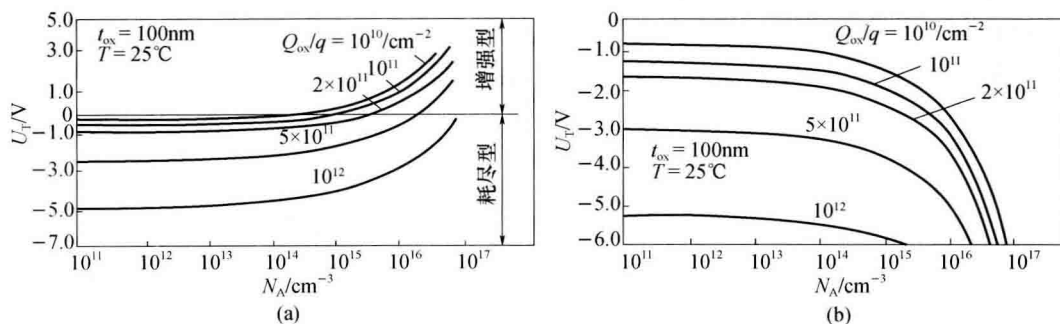 5.0
3.0
1.0
0
−1.0
−3.0
−5.0
−7.0
U_T/V
t_ox = 100nm
T = 25℃
Q_ox/q = 10^10/cm^-2
10^11
2×10^11
5×10^11
10^12
增强型
耗尽型
10^11 10^12 10^13 10^14 10^15 10^16 10^17
N_A/cm^-3
(a)
0
−1.0
−2.0
−3.0
−4.0
−5.0
−6.0
U_T/V
Q_ox/q = 10^10/cm^-2
10^11
2×10^11
5×10^11
t_ox = 100nm
T = 25℃
10^12
10^11 10^12 10^13 10^14 10^15 10^16 10^17
N_A/cm^-3
(b)